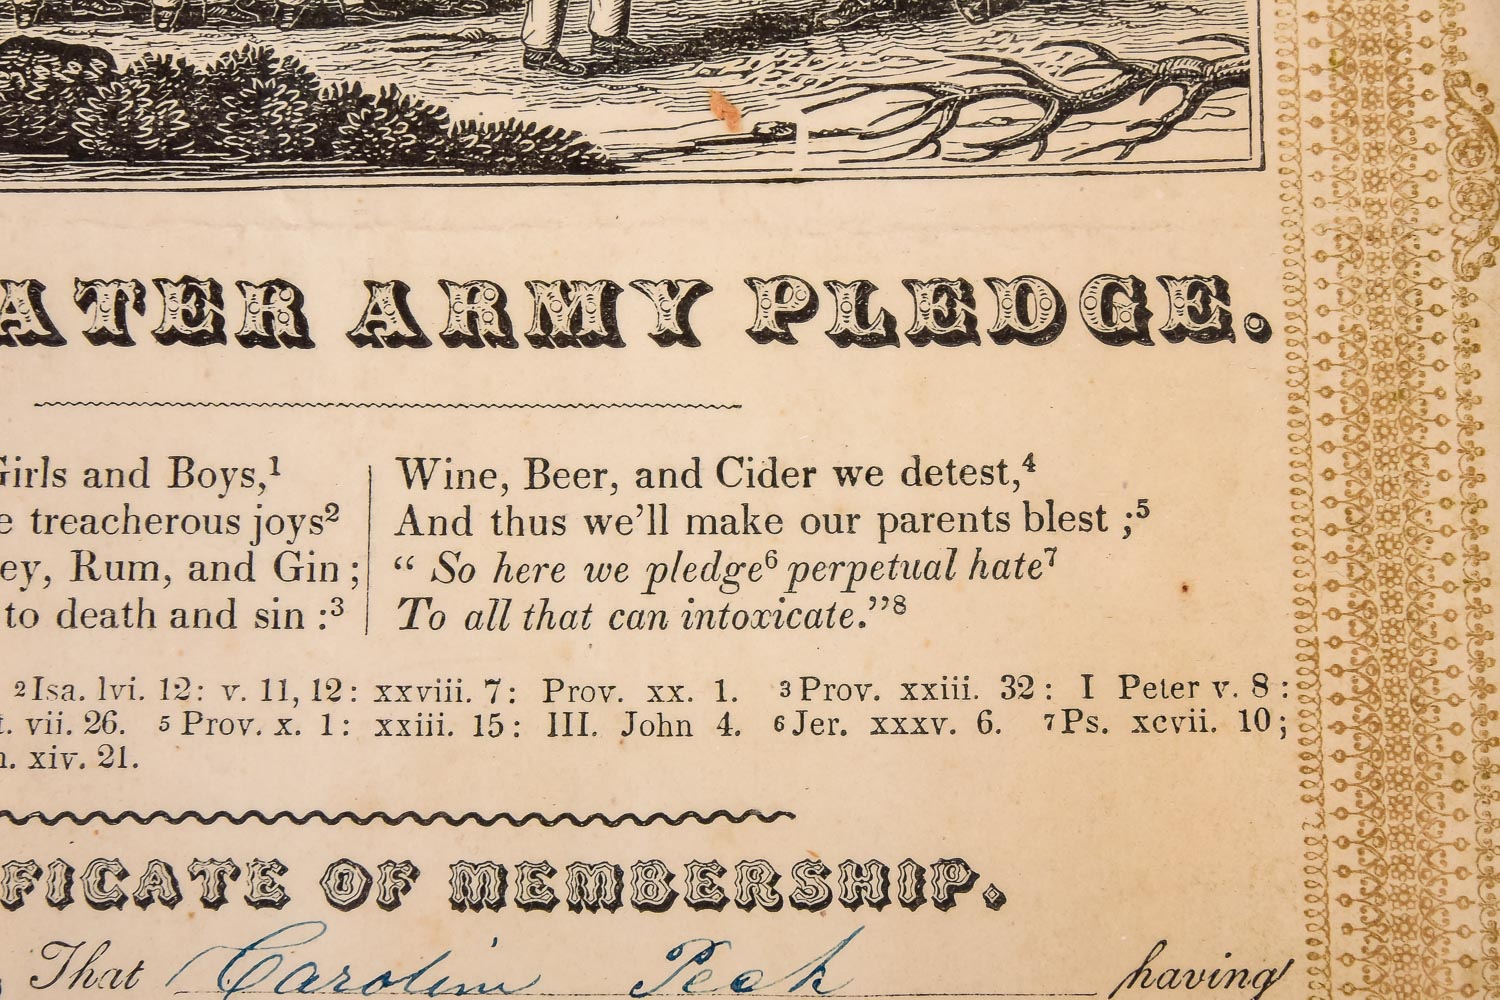 ATER ARMY PLEDGE.
Girls and Boys,¹
treacherous joys²
Rum, and Gin;
to death and sin:³
Wine, Beer, and Cider we detest,⁴
And thus we'll make our parents blest;⁵
“ So here we pledge⁶ perpetual hate⁷
To all that can intoxicate.”⁸
²Isa. lvi. 12: v. 11, 12: xxviii. 7: Prov. xx. 1. ³Prov. xxiii. 32: I Peter v. 8:
vii. 26. ⁵Prov. x. 1: xxiii. 15: III. John 4. ⁶Jer. xxxv. 6. ⁷Ps. xcvii. 10;
xiv. 21.
FICATE OF MEMBERSHIP.
That Carolin Peck having